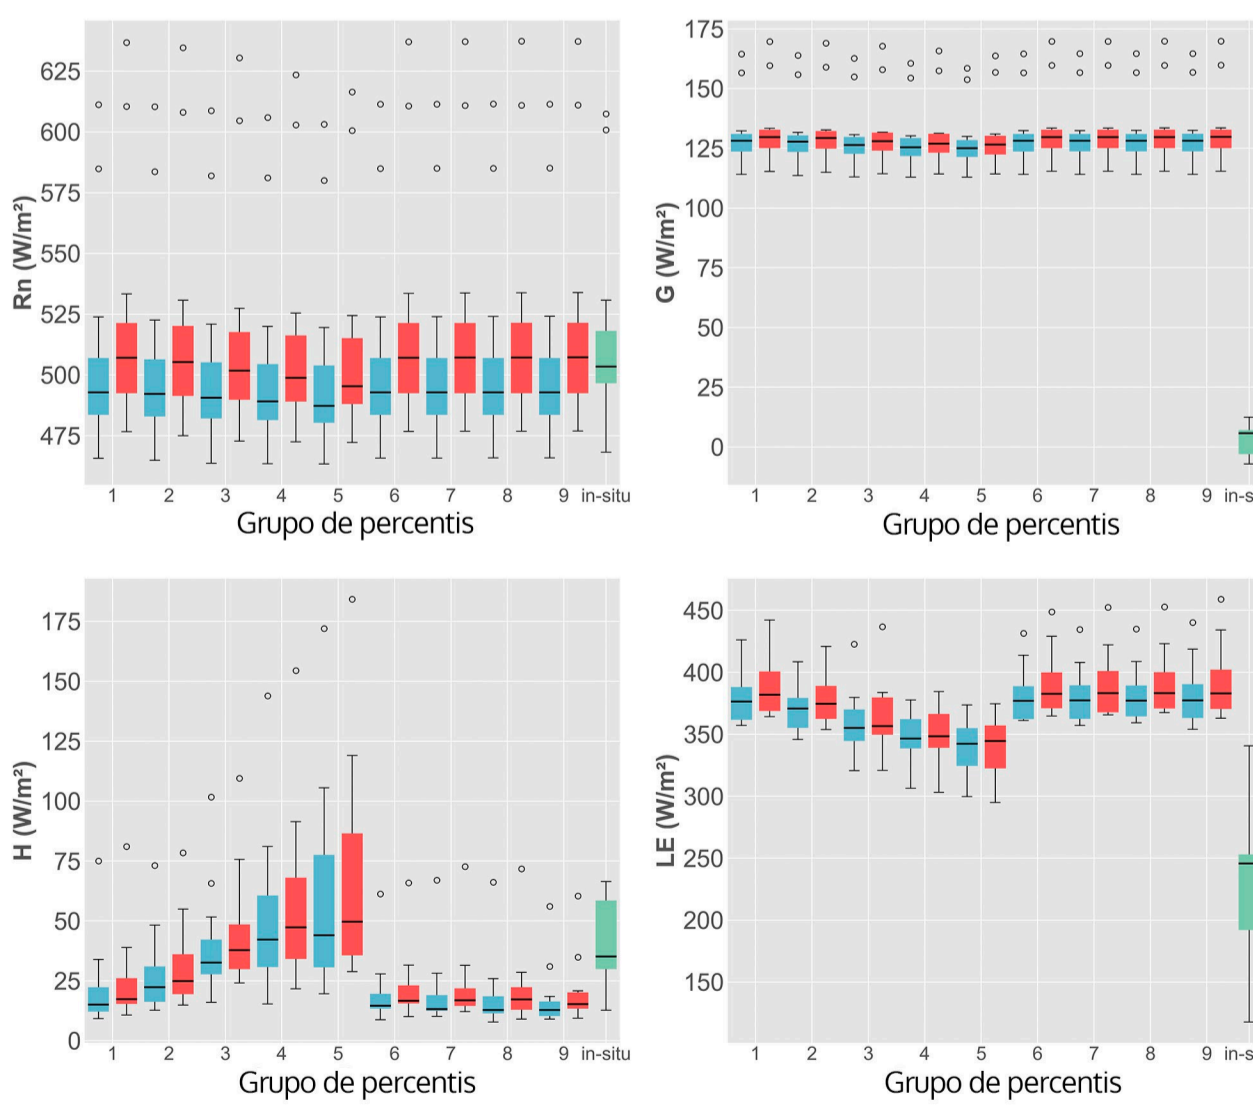 Rn (W/m²)
625
600
575
550
525
500
475
1 2 3 4 5 6 7 8 9 in-situ
Grupo de percentis
G (W/m²)
175
150
125
100
75
50
25
0
1 2 3 4 5 6 7 8 9 in-s
Grupo de percentis
H (W/m²)
175
150
125
100
75
50
25
0
1 2 3 4 5 6 7 8 9 in-situ
Grupo de percentis
LE (W/m²)
450
400
350
300
250
200
150
1 2 3 4 5 6 7 8 9 in-s
Grupo de percentis